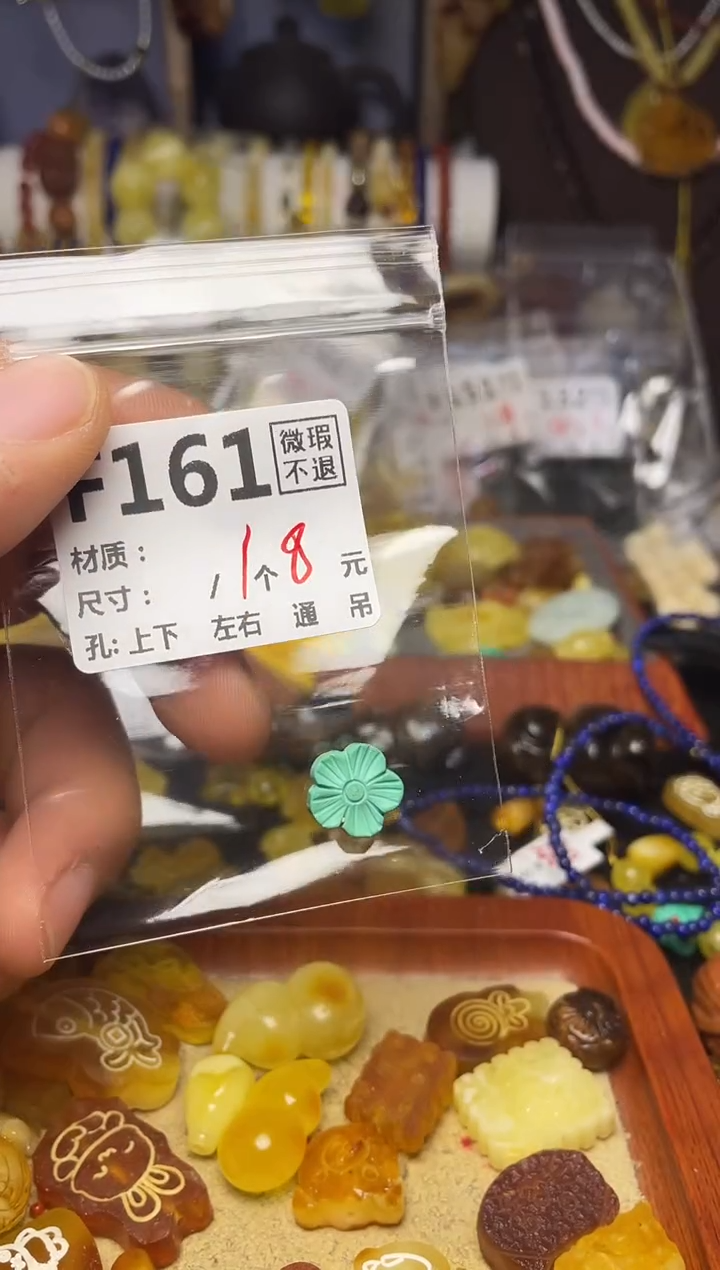 F161
微瑕
不退
材质:
尺寸: / 1个 8 元
孔:上下 左右 通 吊